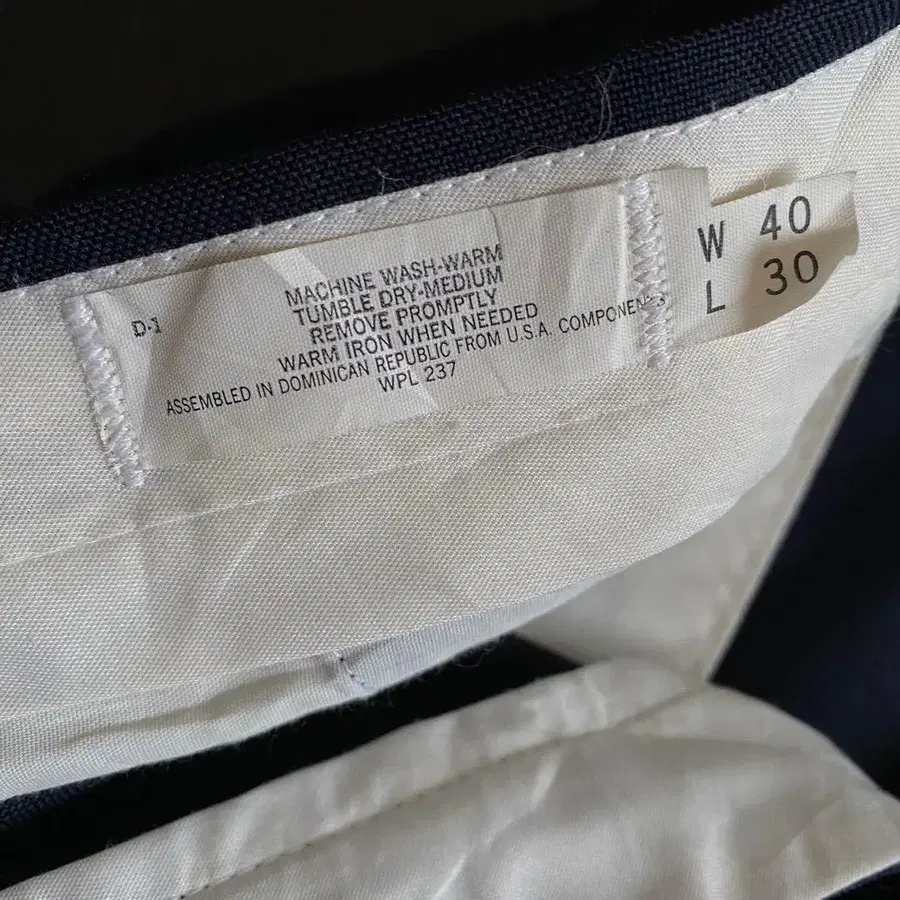 D-1
MACHINE WASH-WARM
TUMBLE DRY-MEDIUM
REMOVE PROMPTLY
WARM IRON WHEN NEEDED
ASSEMBLED IN DOMINICAN REPUBLIC FROM U.S.A. COMPONENTS
WPL 237
W 40
L 30